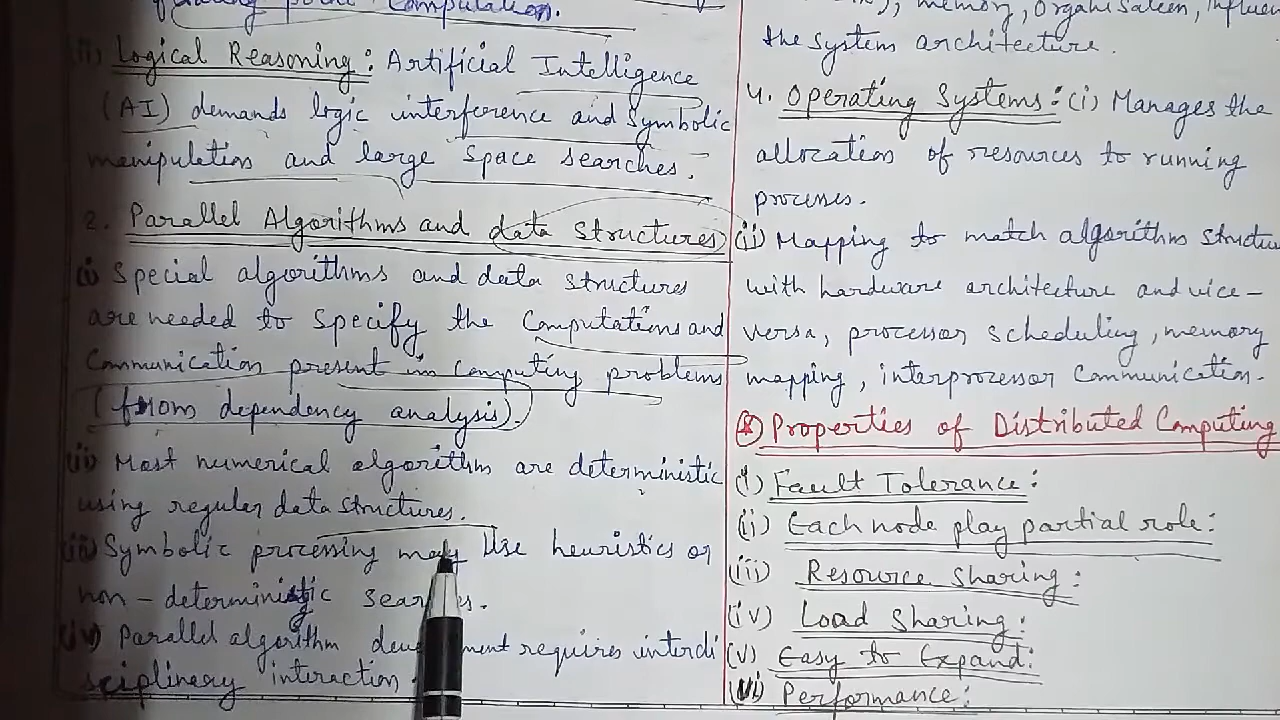 Point Computation.
Logical Reasoning: Artificial Intelligence
(AI) demands logic interference and Symbolic
manipulation and large space searches.
2. Parallel Algorithms and data structures
(i) Special algorithms and data structures
are needed to specify the Computations and
Communication present in Computing problems
(from dependency analysis).
(ii) Most numerical algorithm are deterministic
using regular data structures.
(iii) Symbolic processing may Use heuristics or
non-deterministic
(iv) Parallel algorithm requires interdi
sciplinary interaction.
memory, Organisation,
the system architecture.
4. Operating Systems: (i) Manages the
allocation of resources to running
processes.
(ii) Mapping to match algorithm
with hardware architecture and vice-
versa, processor scheduling, memory
mapping, interprocessor Communication.
Properties of Distributed Computing
(i) Fault Tolerance:
(ii) Each node play partial role:
(iii) Resource Sharing:
(iv) Load Sharing:
(v) Easy to Expand:
(vi) Performance: